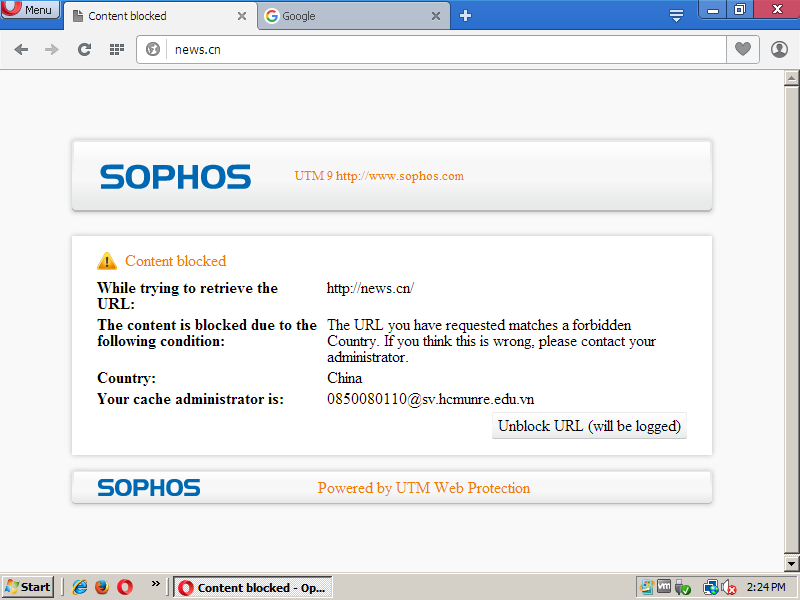 Menu
Content blocked
Google
news.cn
SOPHOS
UTM 9 http://www.sophos.com
Content blocked
While trying to retrieve the
URL:
http://news.cn/
The content is blocked due to the
following condition:
The URL you have requested matches a forbidden
Country. If you think this is wrong, please contact your
administrator.
Country:
China
Your cache administrator is:
0850080110@sv.hcmunre.edu.vn
Unblock URL (will be logged)
SOPHOS
Powered by UTM Web Protection
Start
Content blocked - Op...
vm
2:24 PM